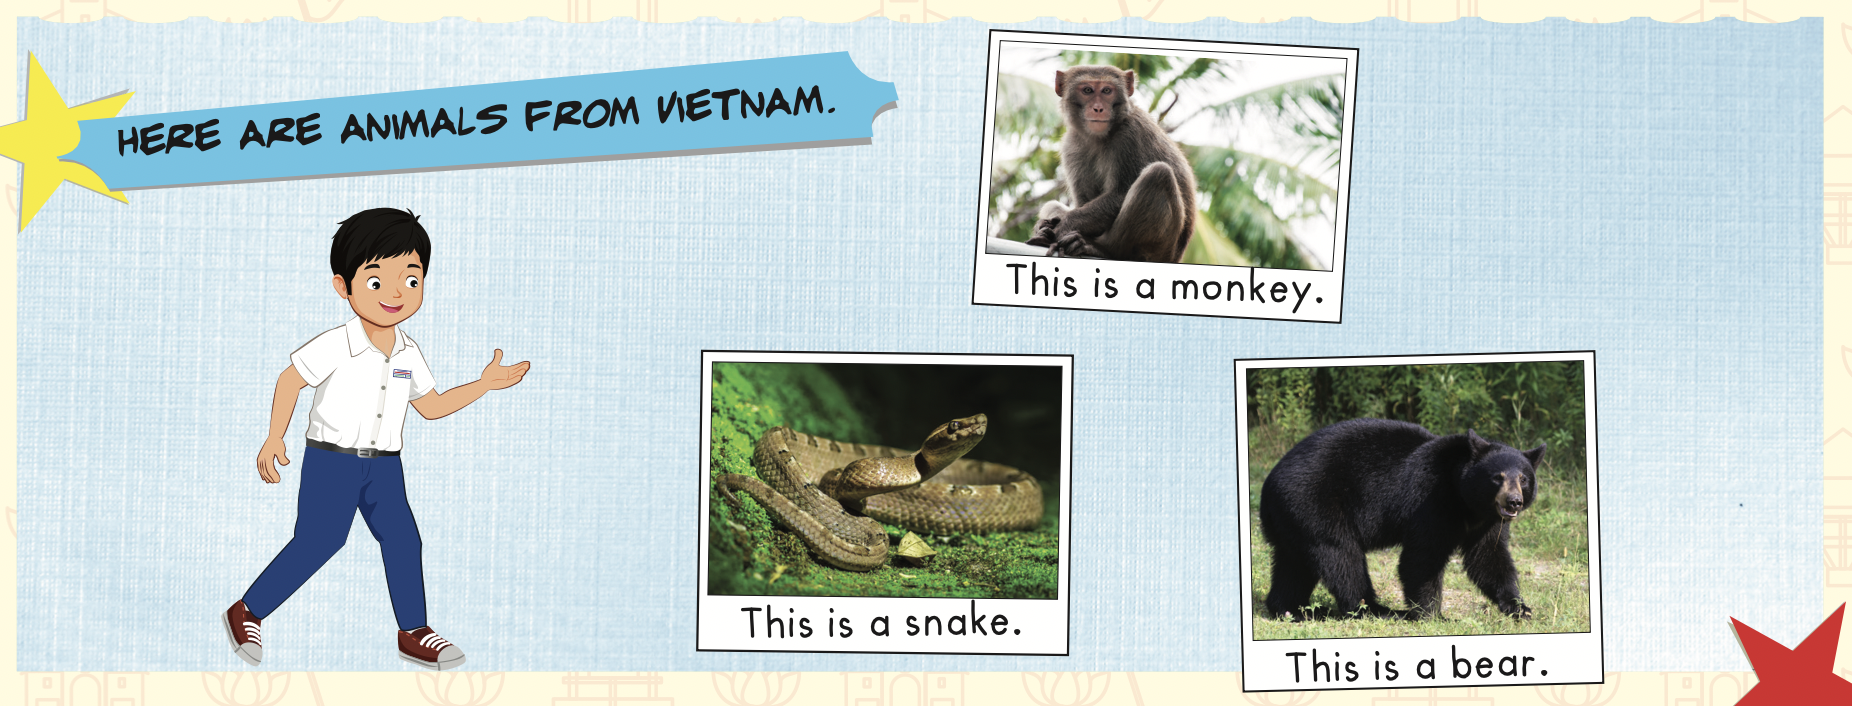 HERE ARE ANIMALS FROM VIETNAM.
This is a monkey.
This is a snake.
This is a bear.